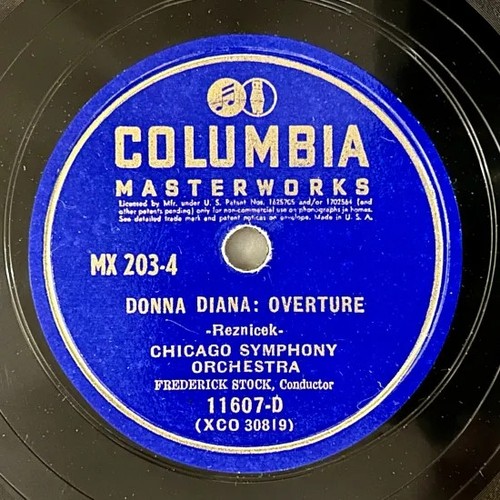 COLUMBIA
MASTERWORKS
Licensed by Mfr. under U. S. Patent Nos. 1625705 and/or 1702564 (and
other patents pending) only for non-commercial use on phonographs in homes.
See detailed trade mark and patent notices on envelope. Made in U. S. A.
MX 203-4
DONNA DIANA: OVERTURE
-Reznicek-
CHICAGO SYMPHONY
ORCHESTRA
FREDERICK STOCK, Conductor
11607-D
(XCO 30819)